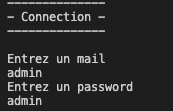 --------------
- Connection -
--------------
Entrez un mail
admin
Entrez un password
admin